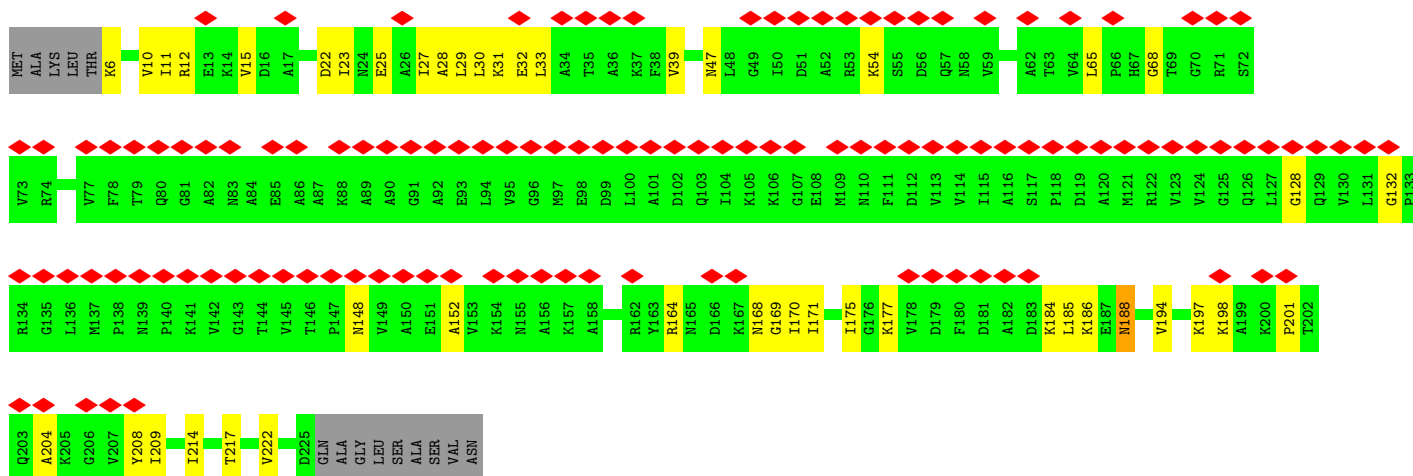 MET ALA LYS LEU THR K6 V10 I11 R12 E13 K14 V15 D16 A17 D22 I23 N24 E25 A26 I27 A28 L29 L30 K31 E32 L33 A34 T35 A36 K37 F38 V39 N47 L48 G49 I50 D51 A52 R53 K54 S55 D56 Q57 N58 V59 A62 T63 V64 L65 P66 H67 G68 T69 G70 R71 S72
V73 R74 V77 F78 T79 Q80 G81 A82 N83 A84 E85 A86 A87 K88 A89 A90 G91 A92 E93 L94 V95 G96 M97 E98 D99 L100 A101 D102 Q103 I104 K105 K106 G107 E108 M109 N110 F111 D112 V113 V114 I115 A116 S117 P118 D119 A120 M121 R122 V123 V124 G125 Q126 L127 G128 Q129 V130 L131 G132 P133
R134 G135 L136 M137 P138 N139 P140 K141 V142 G143 T144 V145 T146 P147 N148 V149 A150 E151 A152 V153 K154 N155 A156 K157 A158 R162 Y163 R164 N165 D166 K167 N168 G169 I170 I171 I175 G176 K177 V178 D179 F180 D181 A182 D183 K184 L185 K186 E187 N188 V194 K197 K198 A199 K200 P201 T202
Q203 A204 K205 G206 V207 Y208 I209 I214 T217 V222 D225 GLN ALA GLY LEU SER ALA SER VAL ASN